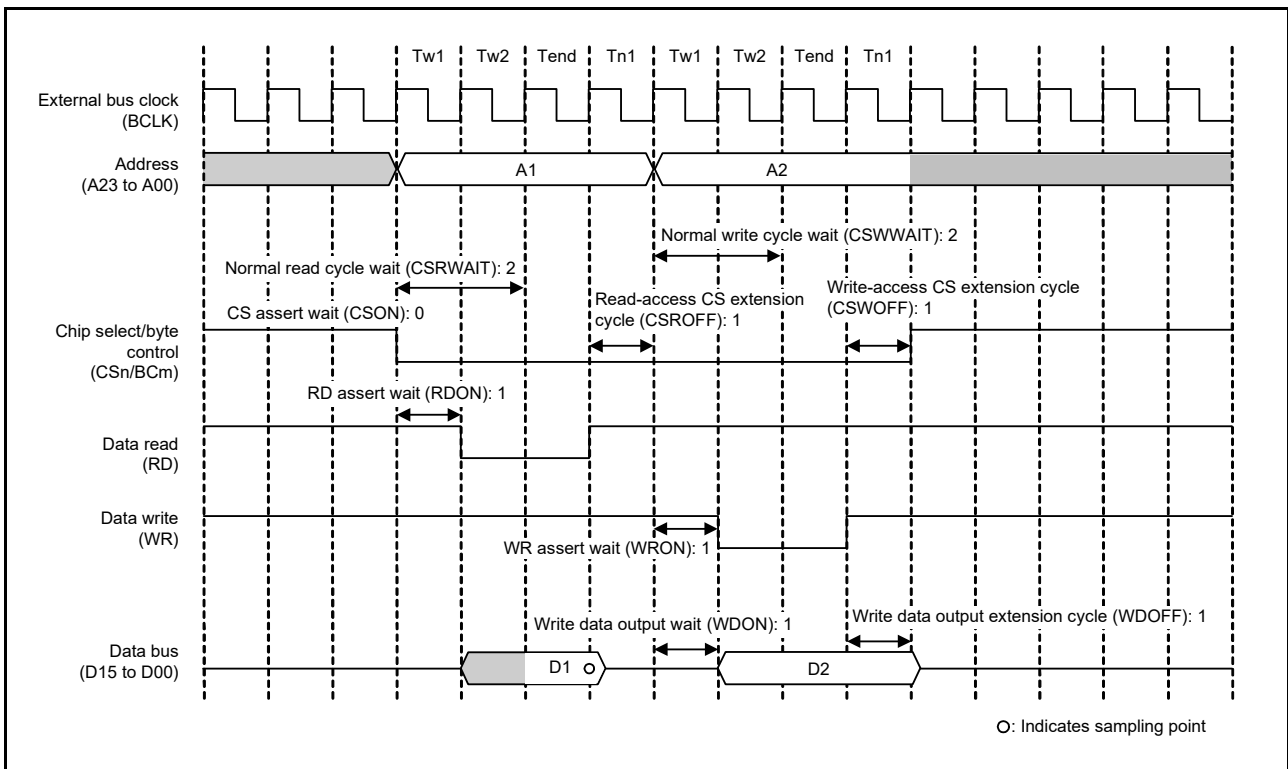 Tw1 Tw2 Tend Tn1 Tw1 Tw2 Tend Tn1
External bus clock
(BCLK)
Address
(A23 to A00)
A1
A2
Normal write cycle wait (CSWWAIT): 2
Normal read cycle wait (CSRWAIT): 2
Read-access CS extension
cycle (CSROFF): 1
Write-access CS extension cycle
(CSWOFF): 1
CS assert wait (CSON): 0
Chip select/byte
control
(CSn/BCm)
RD assert wait (RDON): 1
Data read
(RD)
Data write
(WR)
WR assert wait (WRON): 1
Write data output wait (WDON): 1
Write data output extension cycle (WDOFF): 1
Data bus
(D15 to D00)
D1
D2
O: Indicates sampling point